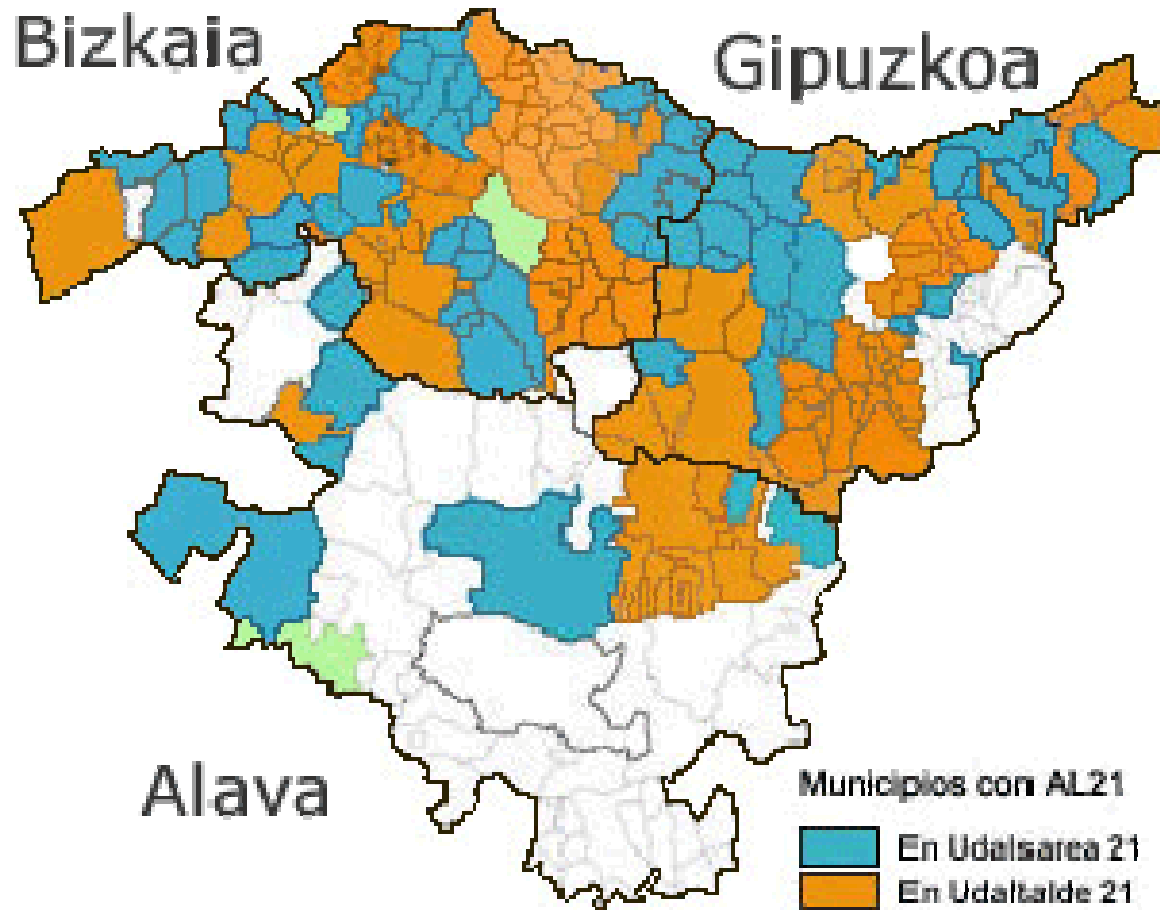 Bizkaia
Gipuzkoa
Alava
Municipios con AL21
En Udalsarea 21
En Udaltalde 21